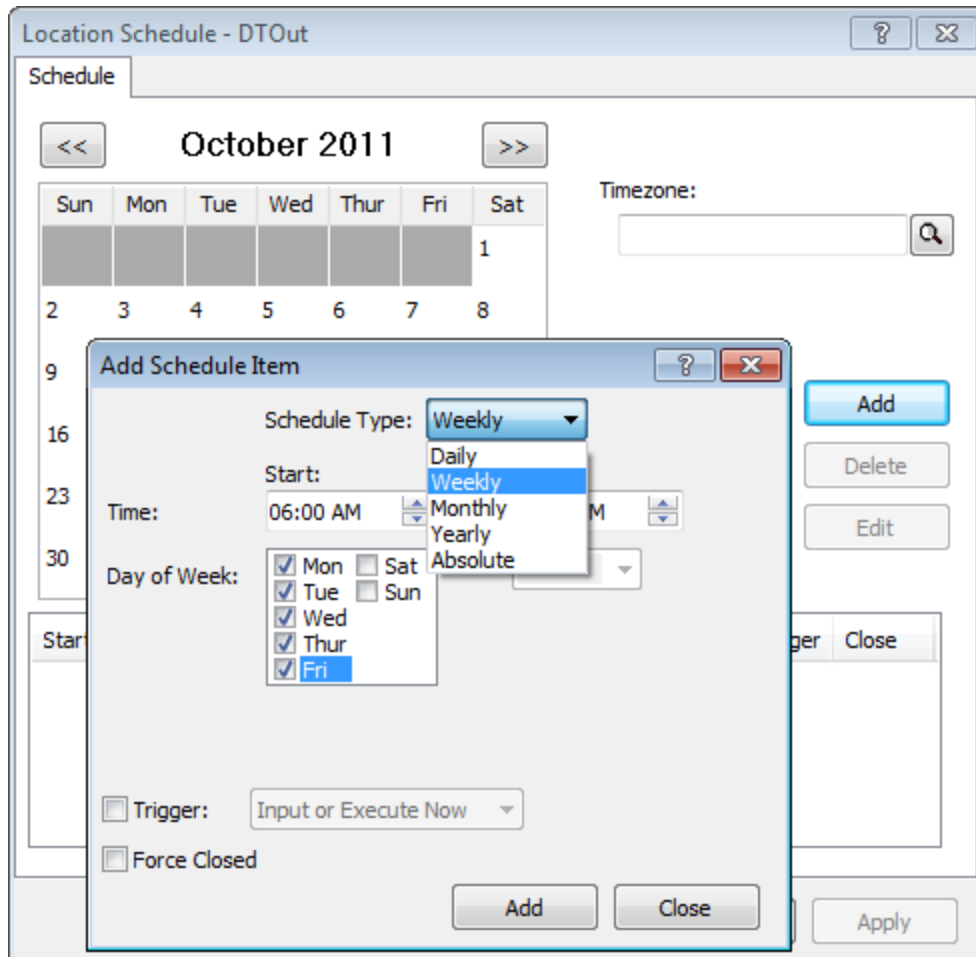 Location Schedule - DTOut
Schedule
<< October 2011 >>
Timezone:
Sun Mon Tue Wed Thur Fri Sat
1
2 3 4 5 6 7 8
9
16
23
30
Add
Delete
Edit
Add Schedule Item
Schedule Type: Weekly
Daily
Weekly
Monthly
Yearly
Absolute
Start:
Time: 06:00 AM M
Day of Week:
Mon Sat
Tue Sun
Wed
Thur
Fri
Trigger: Input or Execute Now
Force Closed
Add Close
Start ger Close
Apply